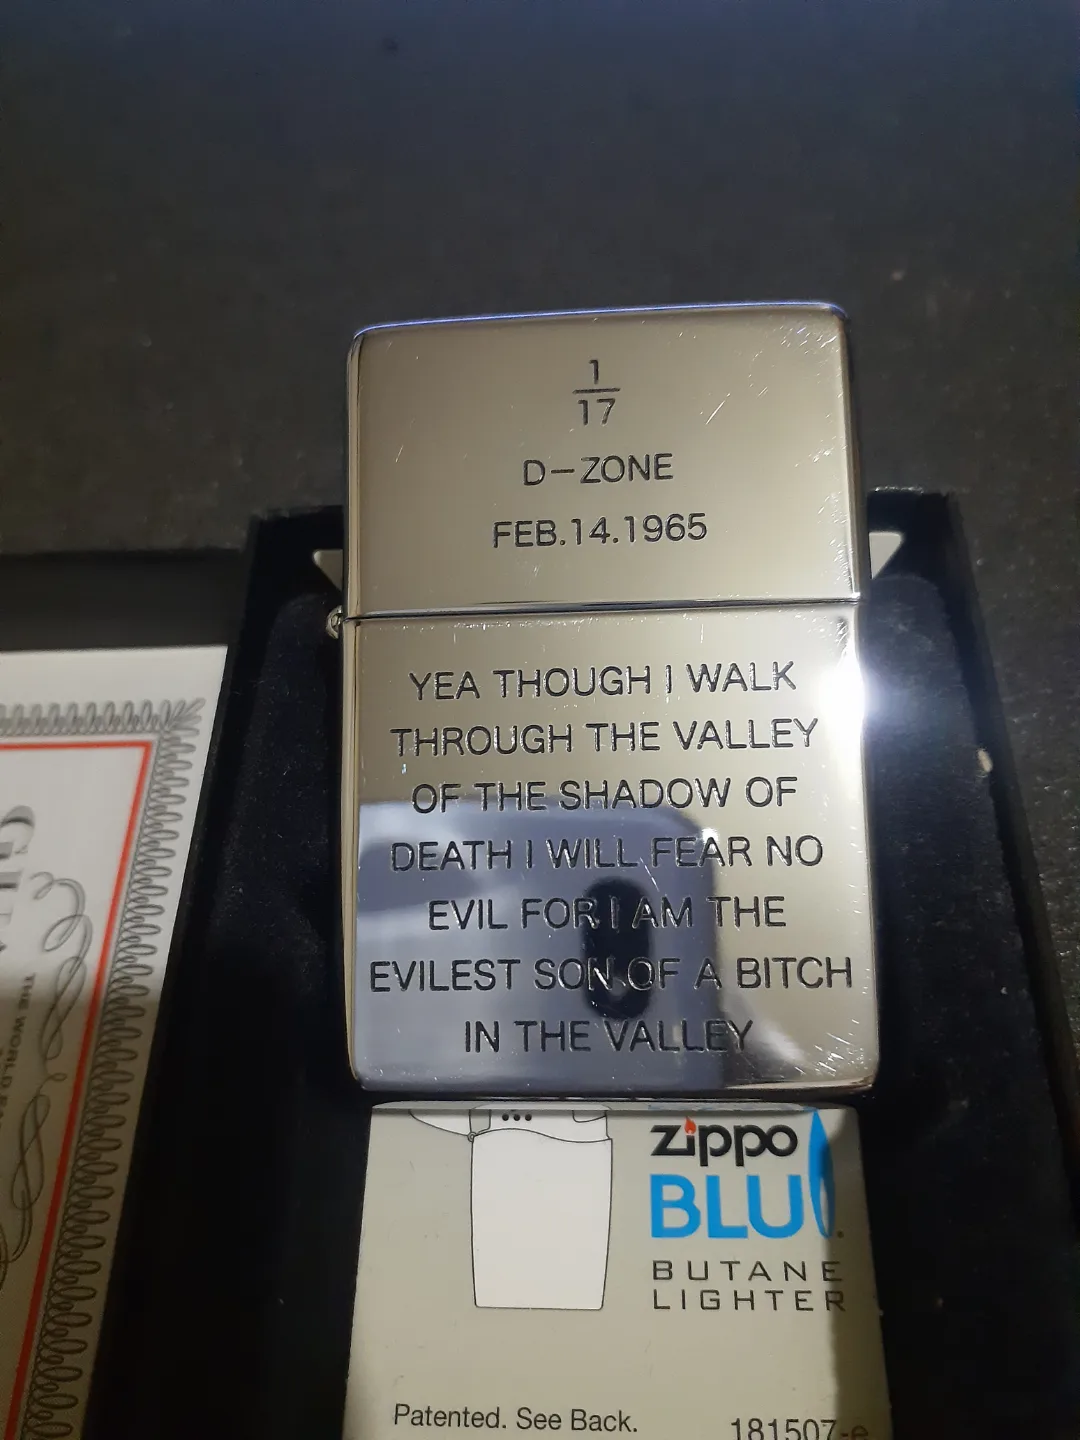 1
17
D-ZONE
FEB.14.1965
YEA THOUGH I WALK
THROUGH THE VALLEY
OF THE SHADOW OF
DEATH I WILL FEAR NO
EVIL FOR I AM THE
EVILEST SON OF A BITCH
IN THE VALLEY
zippo
BLU
BUTANE
LIGHTER
Patented. See Back.
181507-e
THE WORLD